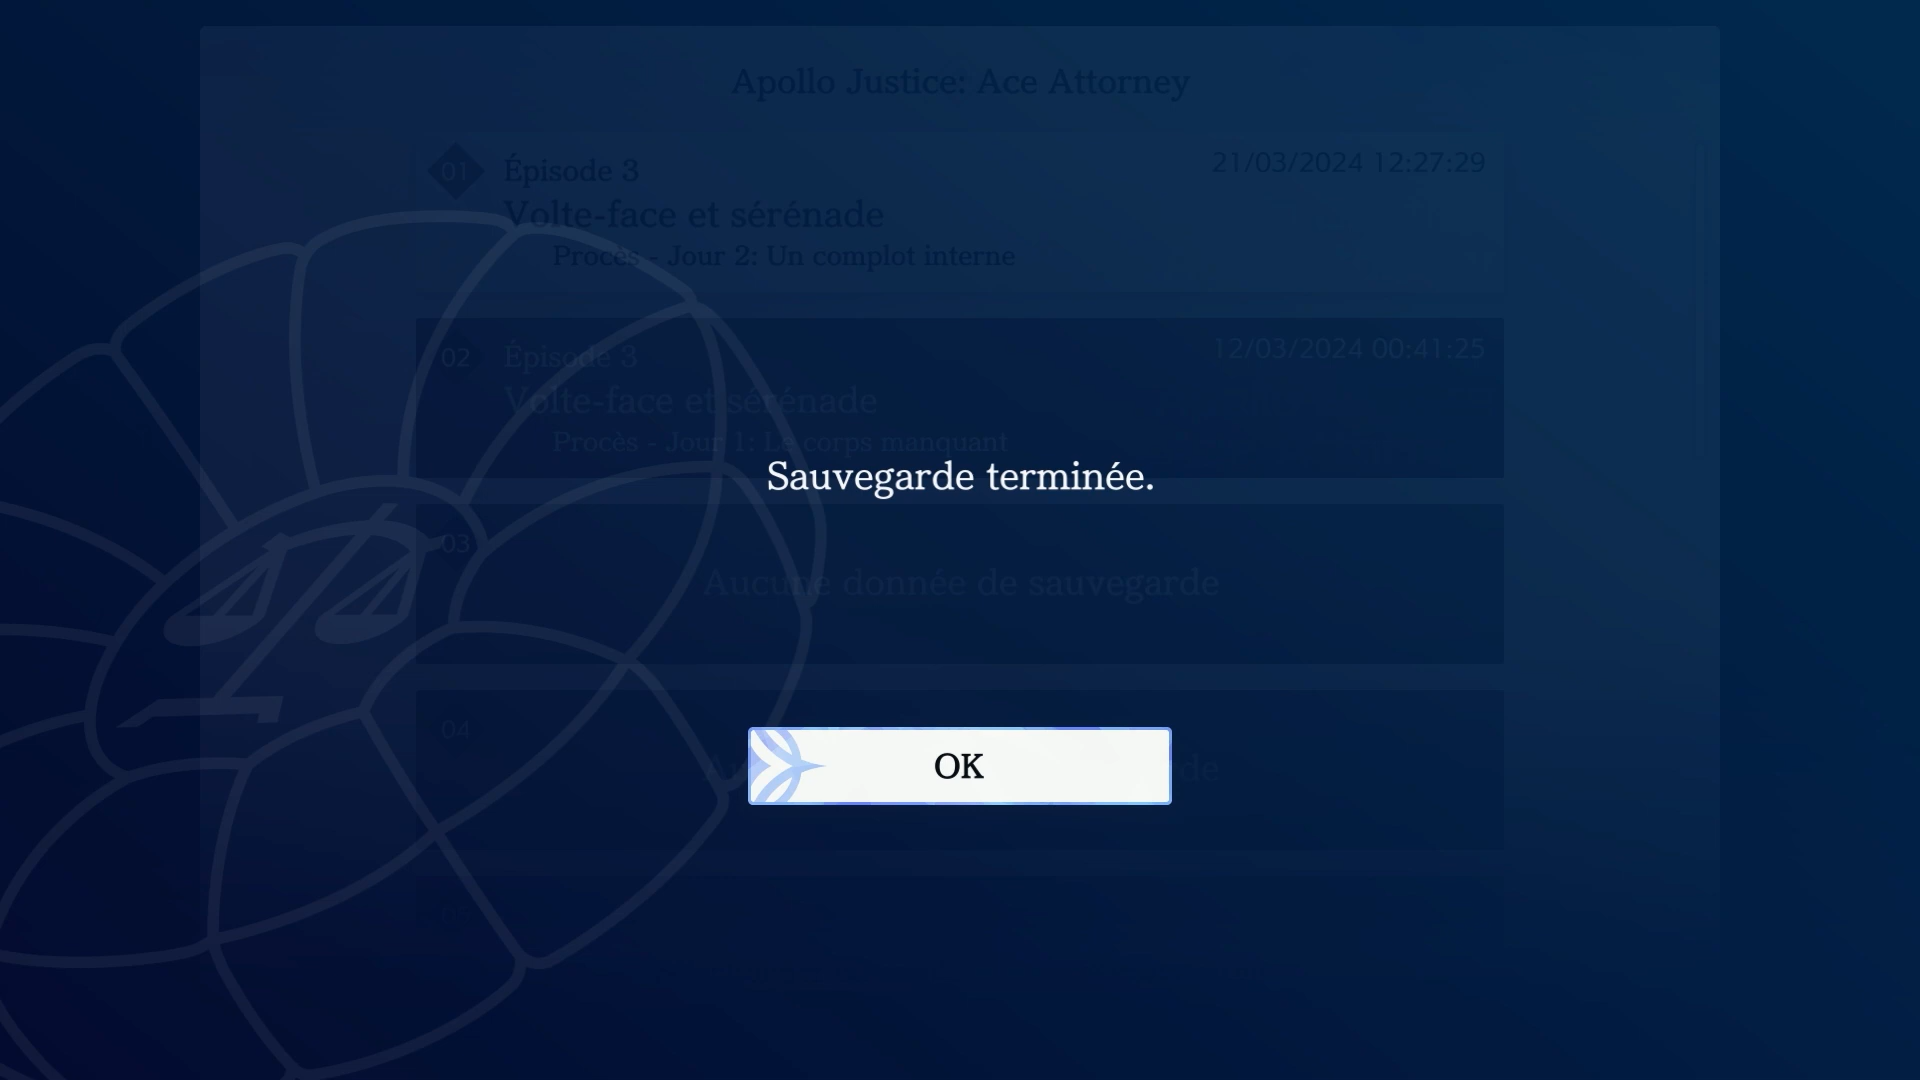 Apollo Justice: Ace Attorney
01
Épisode 3
21/03/2024 12:27:29
Volte-face et sérénade
Procès - Jour 2: Un complot interne
02
Épisode 3
12/03/2024 00:41:25
Volte-face et sérénade
Procès - Jour 1: Le corps manquant
Sauvegarde terminée.
03
Aucune donnée de sauvegarde
04
OK
05